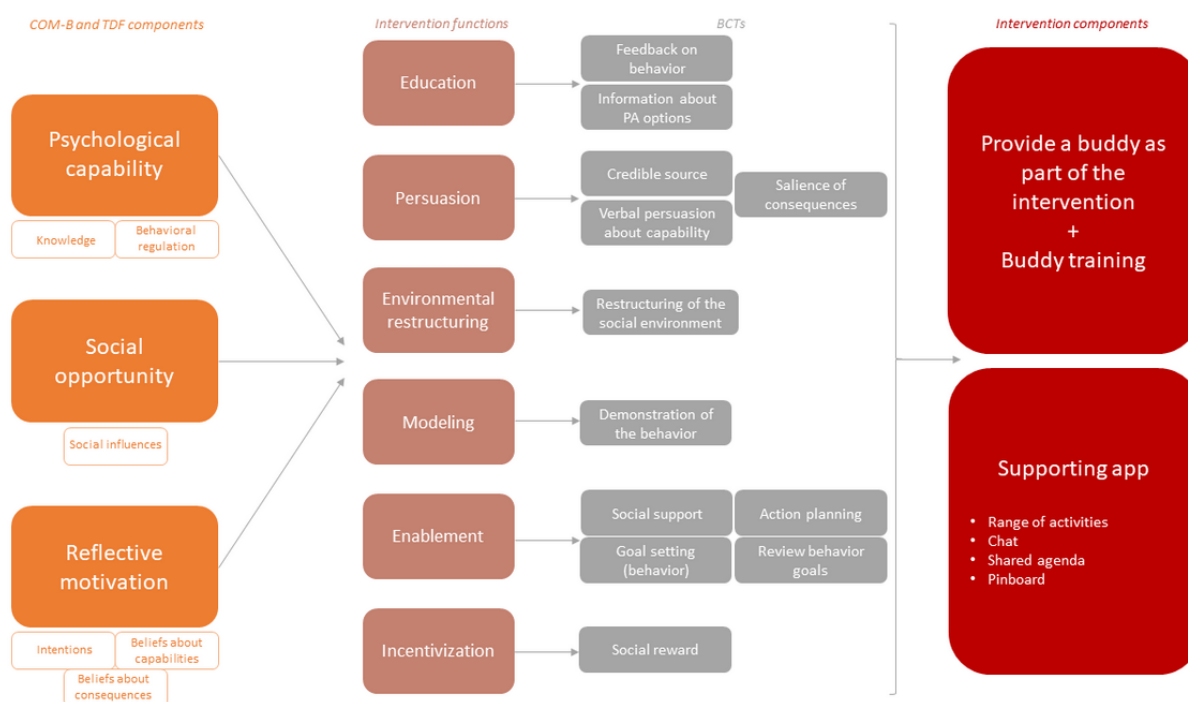 COM-B and TDF components
Psychological
capability
Knowledge
Behavioral
regulation
Social
opportunity
Social influences
Reflective
motivation
Intentions
Beliefs about
capabilities
Beliefs about
consequences
Intervention functions
BCTs
Education
Feedback on
behavior
Information about
PA options
Persuasion
Credible source
Verbal persuasion
about capability
Salience of
consequences
Environmental
restructuring
Restructuring of the
social environment
Modeling
Demonstration of
the behavior
Enablement
Social support
Action planning
Goal setting
(behavior)
Review behavior
goals
Incentivization
Social reward
Intervention components
Provide a buddy as
part of the
intervention
+
Buddy training
Supporting app
• Range of activities
• Chat
• Shared agenda
• Pinboard